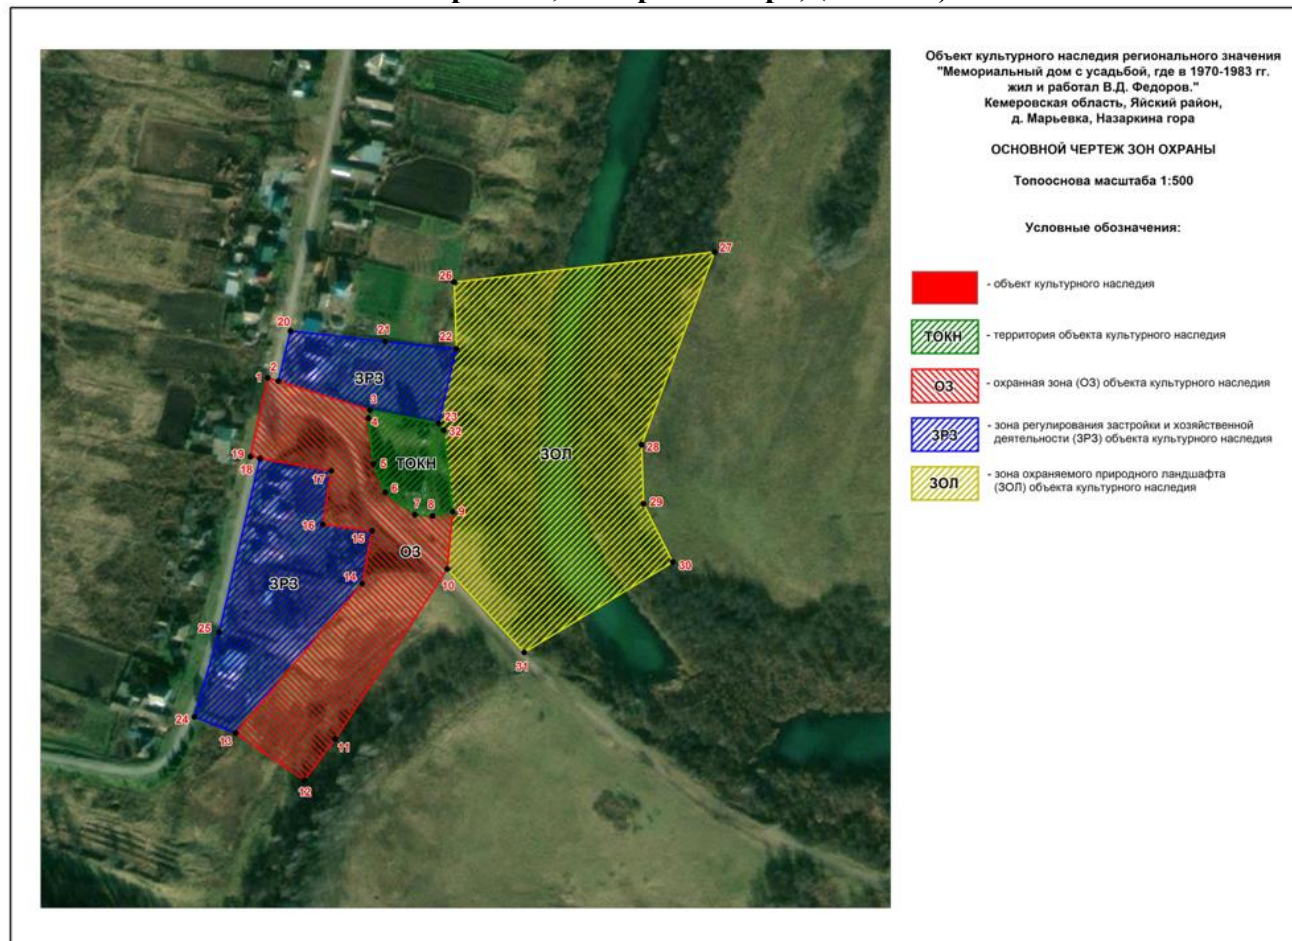 Объект культурного наследия регионального значения
"Мемориальный дом с усадьбой, где в 1970-1983 гг.
жил и работал В.Д. Федоров."
Кемеровская область, Яйский район,
д. Марьевка, Назаркина гора
ОСНОВНОЙ ЧЕРТЕЖ ЗОН ОХРАНЫ
Топооснова масштаба 1:500
Условные обозначения:
- объект культурного наследия
ТОКН - территория объекта культурного наследия
ОЗ - охранная зона (ОЗ) объекта культурного наследия
ЗРЗ - зона регулирования застройки и хозяйственной
деятельности (ЗРЗ) объекта культурного наследия
ЗОЛ - зона охраняемого природного ландшафта
(ЗОЛ) объекта культурного наследия
27
26
20
21
22
ЗРЗ
1
2
3
4
23
32
28
19
18
17
5
ТОКН
ЗОЛ
6
7
8
9
29
16
15
ОЗ
10
30
14
ЗРЗ
25
31
24
13
11
12